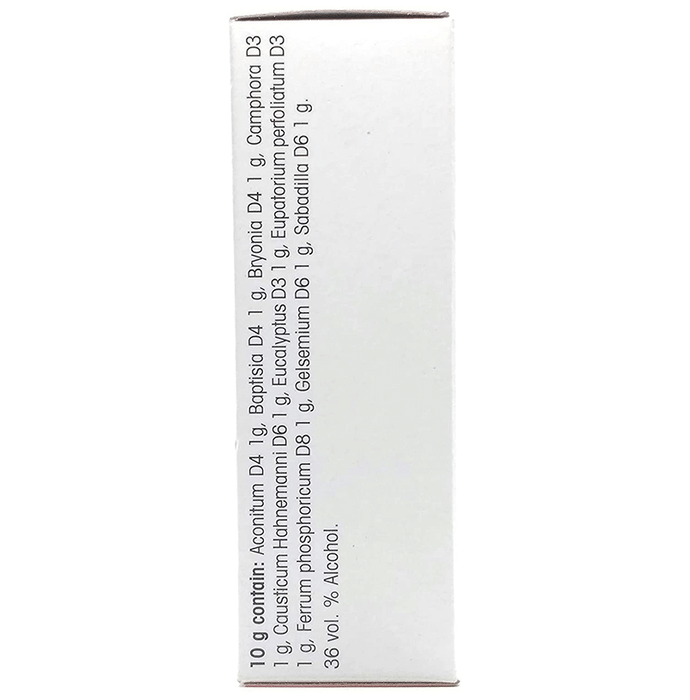 10 g contain: Aconitum D4 1g, Baptisia D4 1 g, Bryonia D4 1 g, Camphora D3
1 g, Causticum Hahnemanni D6 1 g, Eucalyptus D3 1 g, Eupatorium perfoliatum D3
1 g, Ferrum phosphoricum D8 1 g, Gelsemium D6 1 g, Sabadilla D6 1 g.
36 vol. % Alcohol.